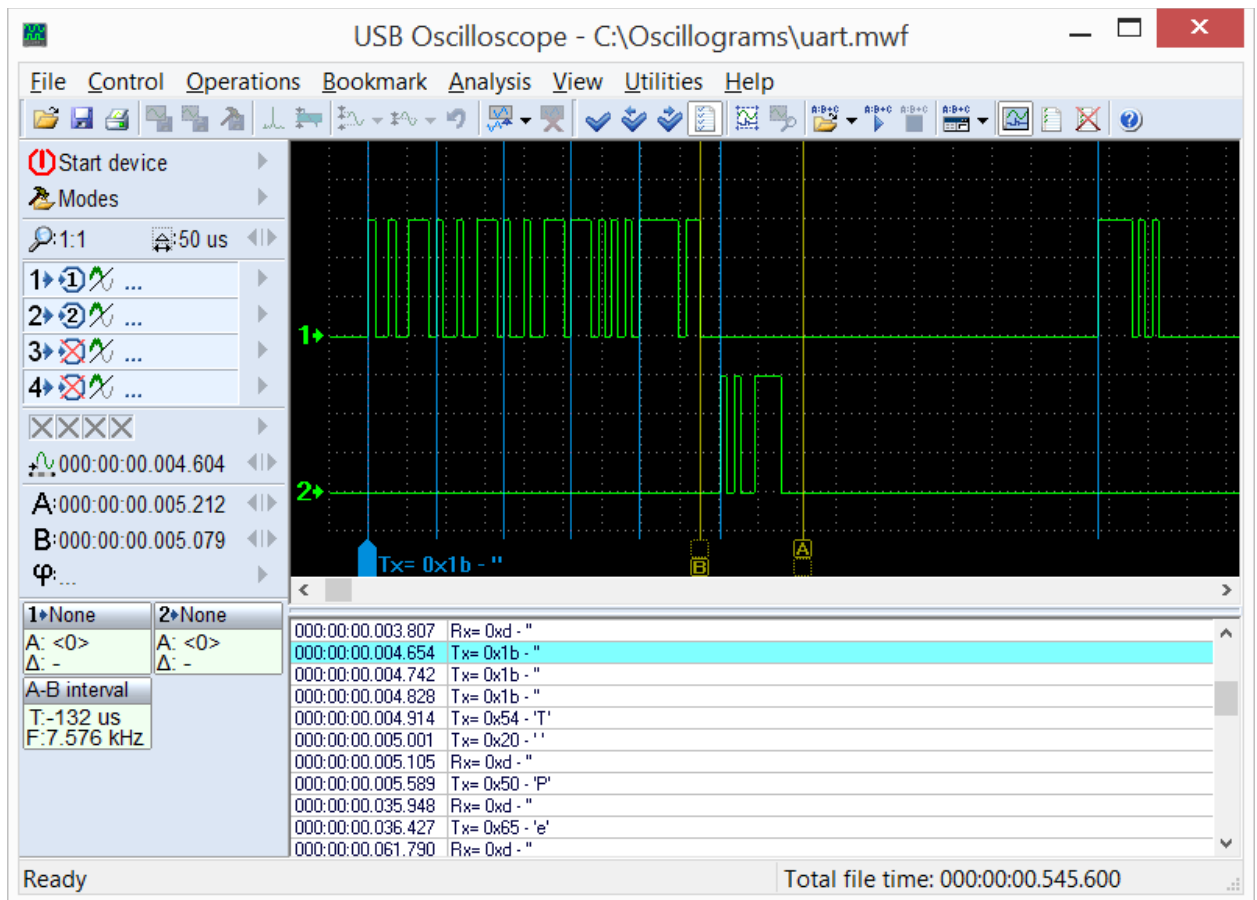 USB Oscilloscope - C:\Oscillograms\uart.mwf
File Control Operations Bookmark Analysis View Utilities Help
A:B+C A:B+C A:B+C A:B+C
Start device
Modes
:1:1 :50 us
1 1 ...
2 2 ...
3 ...
4 ...
000:00:00.004.604
A:000:00:00.005.212
B:000:00:00.005.079
φ:...
1 None 2 None
A: <0> A: <0>
Δ: - Δ: -
A-B interval
T:-132 us
F:7.576 kHz
1
2
Tx= 0x1b - ''
B
A
000:00:00.003.807 Rx= 0xd - ''
000:00:00.004.654 Tx= 0x1b - ''
000:00:00.004.742 Tx= 0x1b - ''
000:00:00.004.828 Tx= 0x1b - ''
000:00:00.004.914 Tx= 0x54 - 'T'
000:00:00.005.001 Tx= 0x20 - ' '
000:00:00.005.105 Rx= 0xd - ''
000:00:00.005.589 Tx= 0x50 - 'P'
000:00:00.035.948 Rx= 0xd - ''
000:00:00.036.427 Tx= 0x65 - 'e'
000:00:00.061.790 Rx= 0xd - ''
Ready Total file time: 000:00:00.545.600